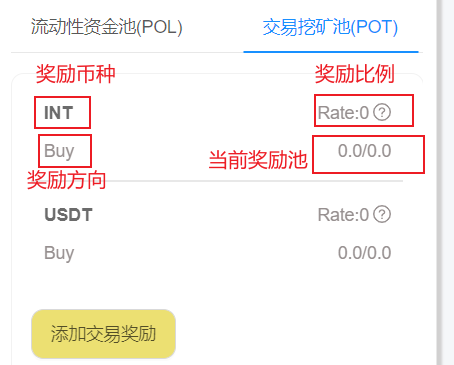 流动性资金池(POL) 交易挖矿池(POT)
奖励币种 奖励比例
INT Rate:0 ?
Buy 当前奖励池 0.0/0.0
奖励方向
USDT Rate:0 ?
Buy 0.0/0.0
添加交易奖励